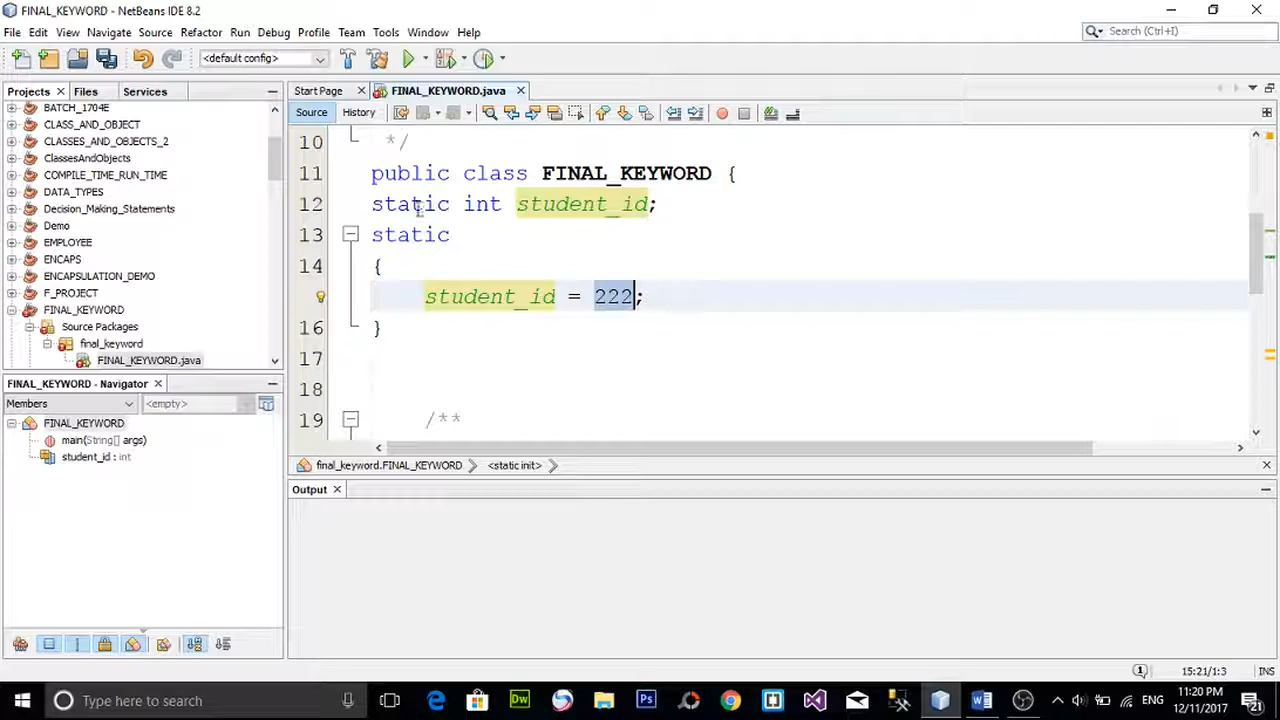 FINAL_KEYWORD - NetBeans IDE 8.2
File Edit View Navigate Source Refactor Run Debug Profile Team Tools Window Help
Search (Ctrl+I)
<default config>
Projects Files Services
Start Page FINAL_KEYWORD.java
Source History
BATCH_1704E
CLASS_AND_OBJECT
CLASSES_AND_OBJECTS_2
ClassesAndObjects
COMPILE_TIME_RUN_TIME
DATA_TYPES
Decision_Making_Statements
Demo
EMPLOYEE
ENCAPS
ENCAPSULATION_DEMO
F_PROJECT
FINAL_KEYWORD
Source Packages
final_keyword
FINAL_KEYWORD.java
10 */
11 public class FINAL_KEYWORD {
12 static int student_id;
13 static
14 {
student_id = 222;
16 }
17
18
19 /**
FINAL_KEYWORD - Navigator
Members <empty>
FINAL_KEYWORD
main(String[] args)
student_id : int
final_keyword.FINAL_KEYWORD <static init>
Output
15:21/1:3 INS
Type here to search
Dw
Ps
ENG
:20 PM
12/11/2017
21